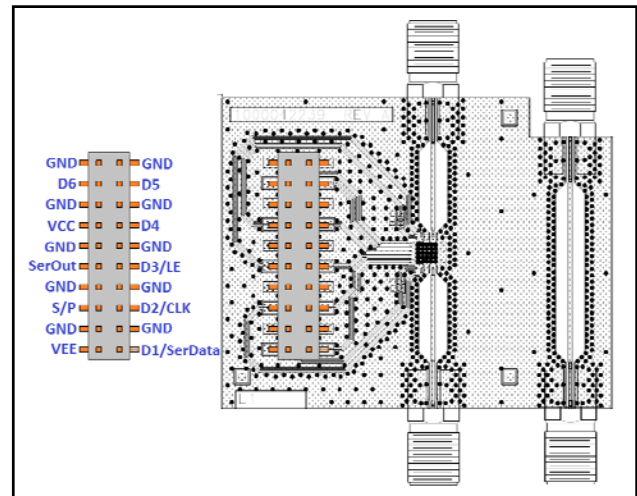 GND GND
D6 D5
GND GND
VCC D4
GND GND
SerOut D3/LE
GND GND
S/P D2/CLK
GND GND
VEE D1/SerData